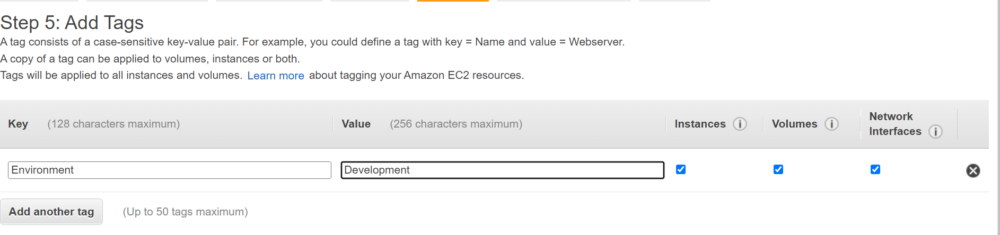 Step 5: Add Tags
A tag consists of a case-sensitive key-value pair. For example, you could define a tag with key = Name and value = Webserver.
A copy of a tag can be applied to volumes, instances or both.
Tags will be applied to all instances and volumes. Learn more about tagging your Amazon EC2 resources.
Key (128 characters maximum) Value (256 characters maximum) Instances i Volumes i Network Interfaces i
Environment Development
Add another tag (Up to 50 tags maximum)